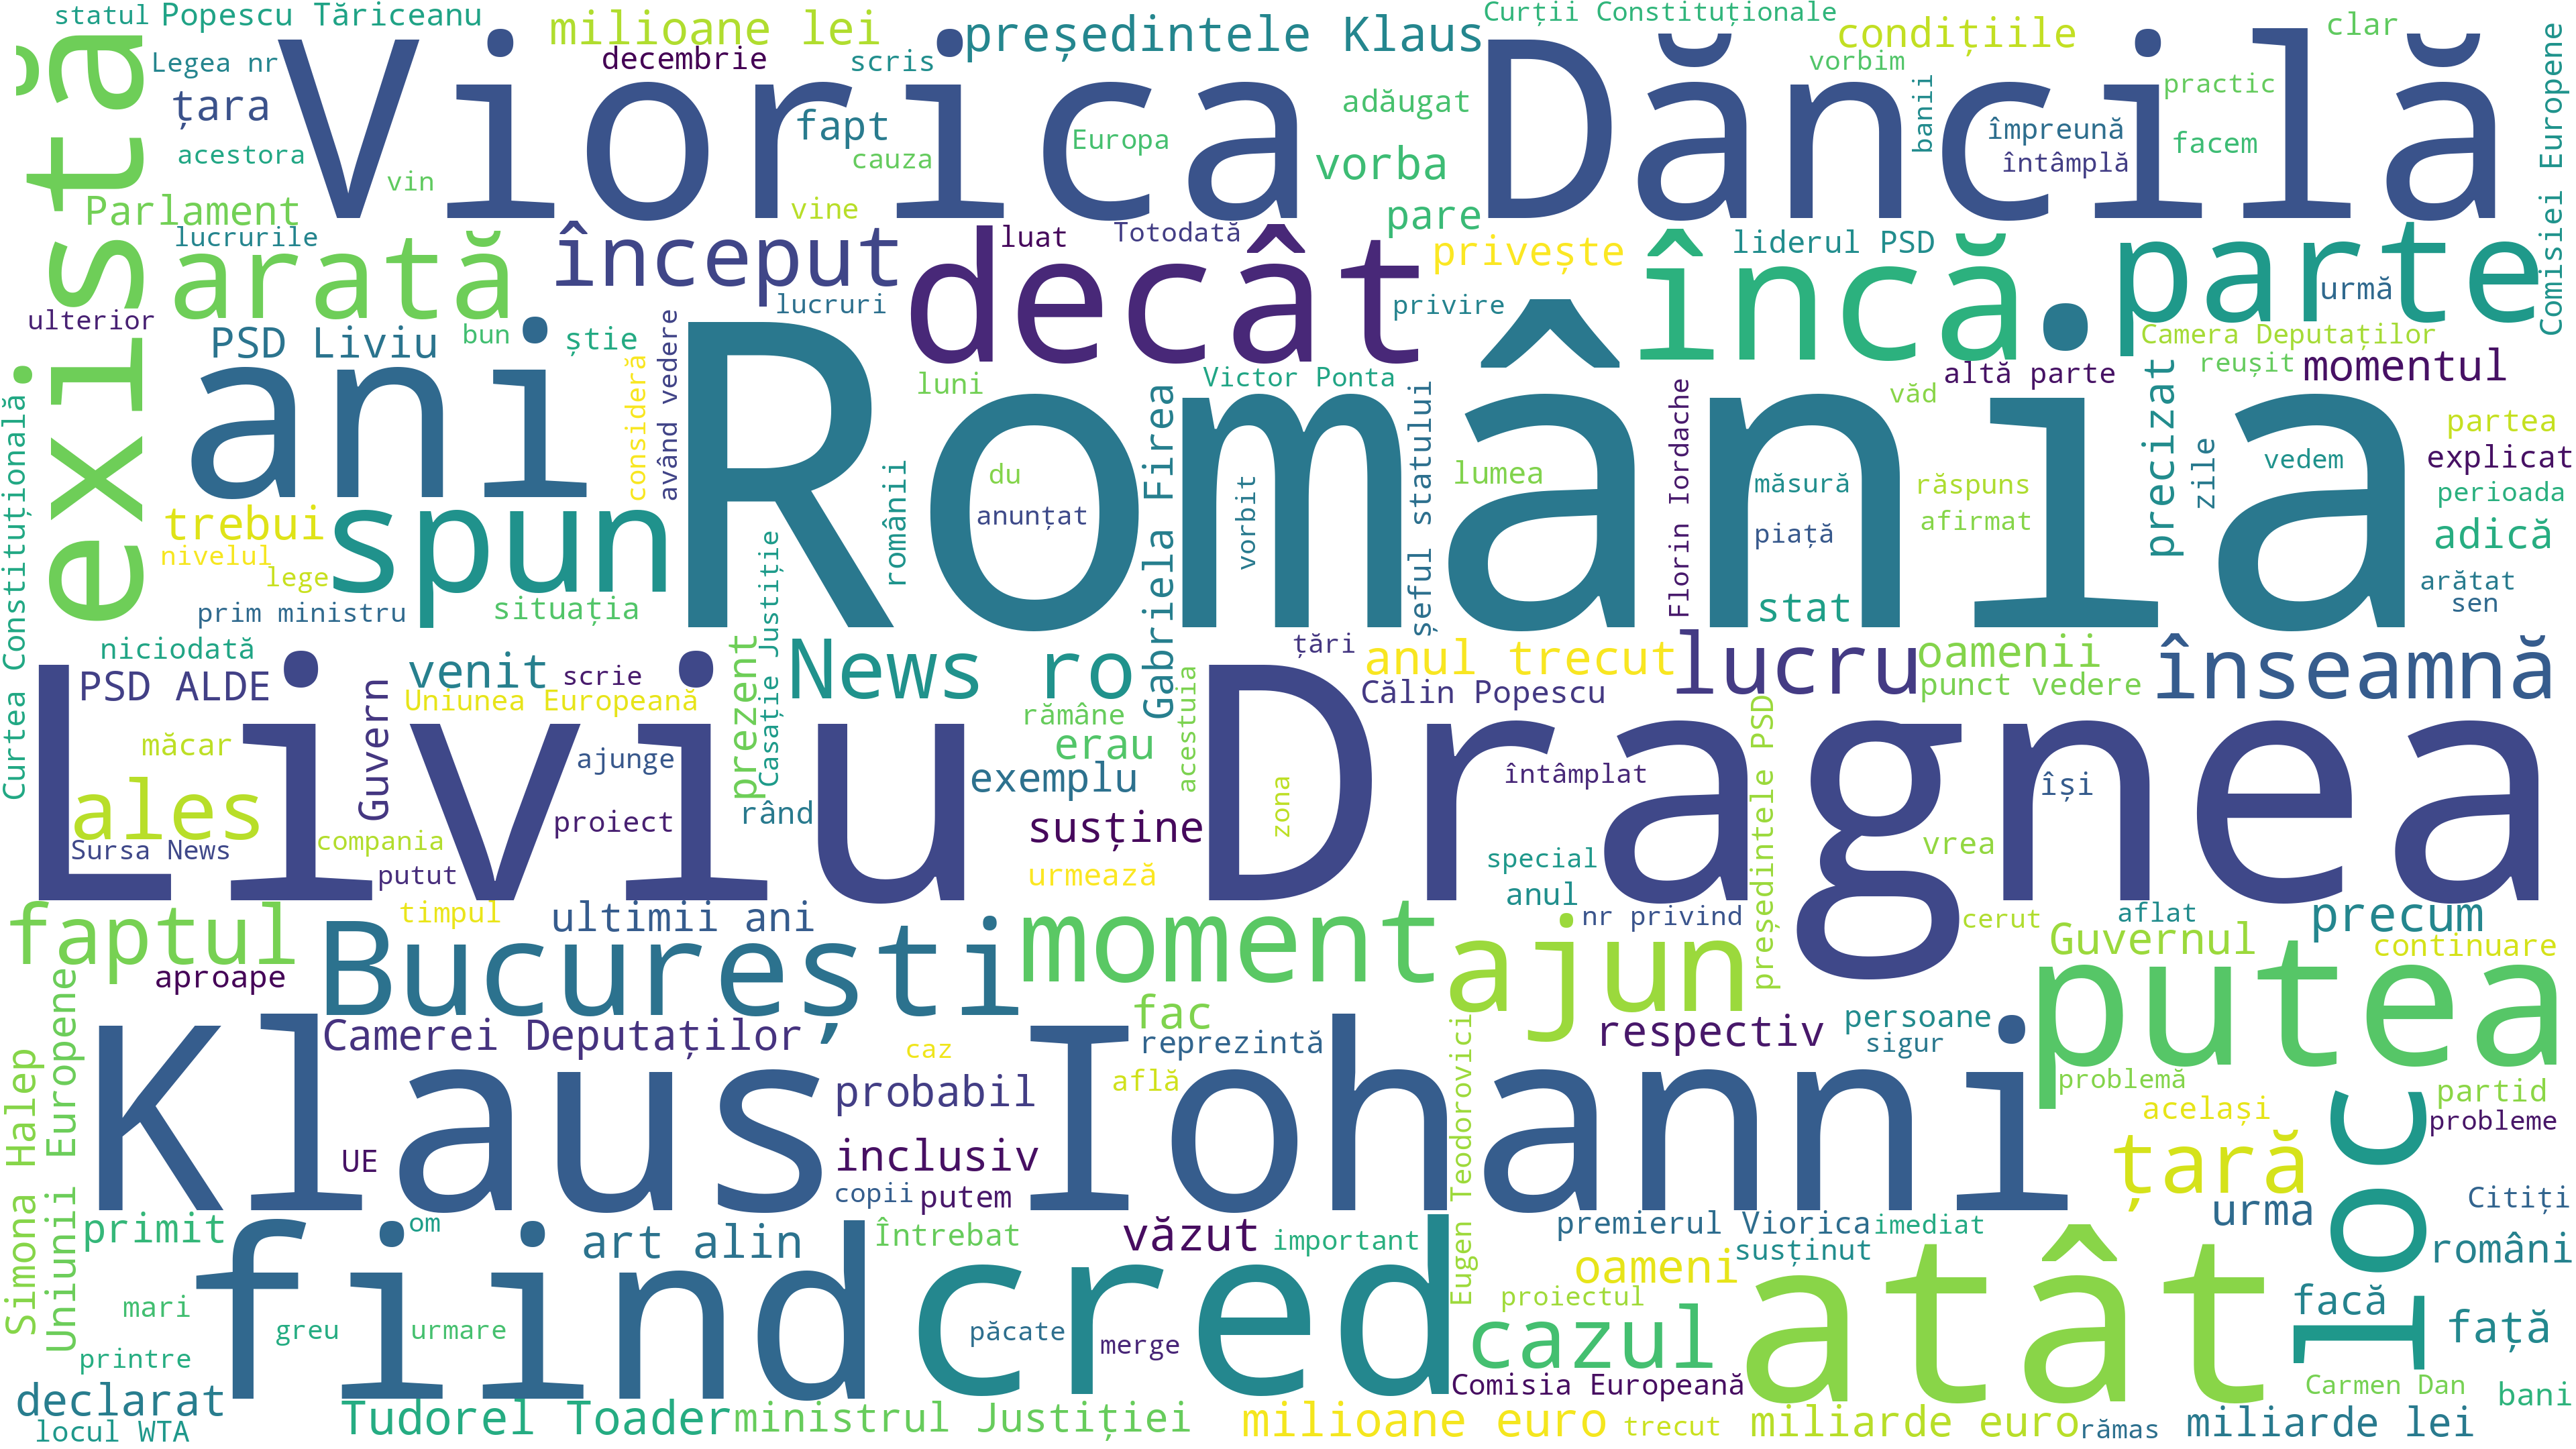 statul
Popescu Tăriceanu
milioane lei
președintele Klaus
Curții Constituționale
condițiile
clar
există
Viorica Dăncilă
Legea nr
decembrie
scris
vorbim
practic
țara
fapt
adăugat
banii
împreună
Comisiei Europene
acestora
cauza
Europa
vorba
întâmplă
facem
vin
Parlament
vine
pare
lucrurile
arată
început
luat
Totodată
decât
privește
încă
liderul PSD
parte
ulterior
lucruri
privire
urmă
PSD Liviu
bun
știe
Camera Deputaților
reușit
ani
consideră
având vedere
luni
Victor Ponta
altă parte
momentul
România
Curtea Constituțională
românii
du
Gabriela Firea
șeful statului
lumea
Florin Iordache
văd
precizat
zile
partea
vedem
explicat
trebui
spun
anunțat
vorbit
măsură
răspuns
perioada
nivelul
piață
afirmat
adică
lege
Casație Justiție
arătat
prim ministru
situația
stat
sen
niciodată
venit
scrie
prezent
News ro
țări
anul trecut
lucru
oamenii
înseamnă
PSD ALDE
Guvern
Uniunea Europeană
Călin Popescu
punct vedere
Liviu Dragnea
măcar
ajunge
rămâne
erau
acestuia
președintele PSD
ales
exemplu
întâmplat
își
Sursa News
compania
proiect
rând
susține
zona
vrea
putut
urmează
special
faptul
timpul
ultimii ani
moment
anul
nr privind
cerut
aflat
precum
București
ajun
Guvernul
continuare
aproape
putea
Simona Halep
Uniunii Europene
Klaus Iohanni
Camerei Deputaților
caz
fac
reprezintă
Eugen Teodorovici
respectiv
persoane
sigur
probabil
află
problemă
partid
același
probleme
UE
inclusiv
țară
loc
copii
putem
Citiți
primit
om
art alin
Întrebat
văzut
important
premierul Viorica
imediat
urma
români
fiind
cred
susținut
atât
oameni
mari
proiectul
facă
greu
urmare
păcate
merge
cazul
față
printre
declarat
Comisia Europeană
Carmen Dan
bani
locul WTA
Tudorel Toader
ministrul Justiției
milioane euro
trecut
miliarde euro
rămas
miliarde lei